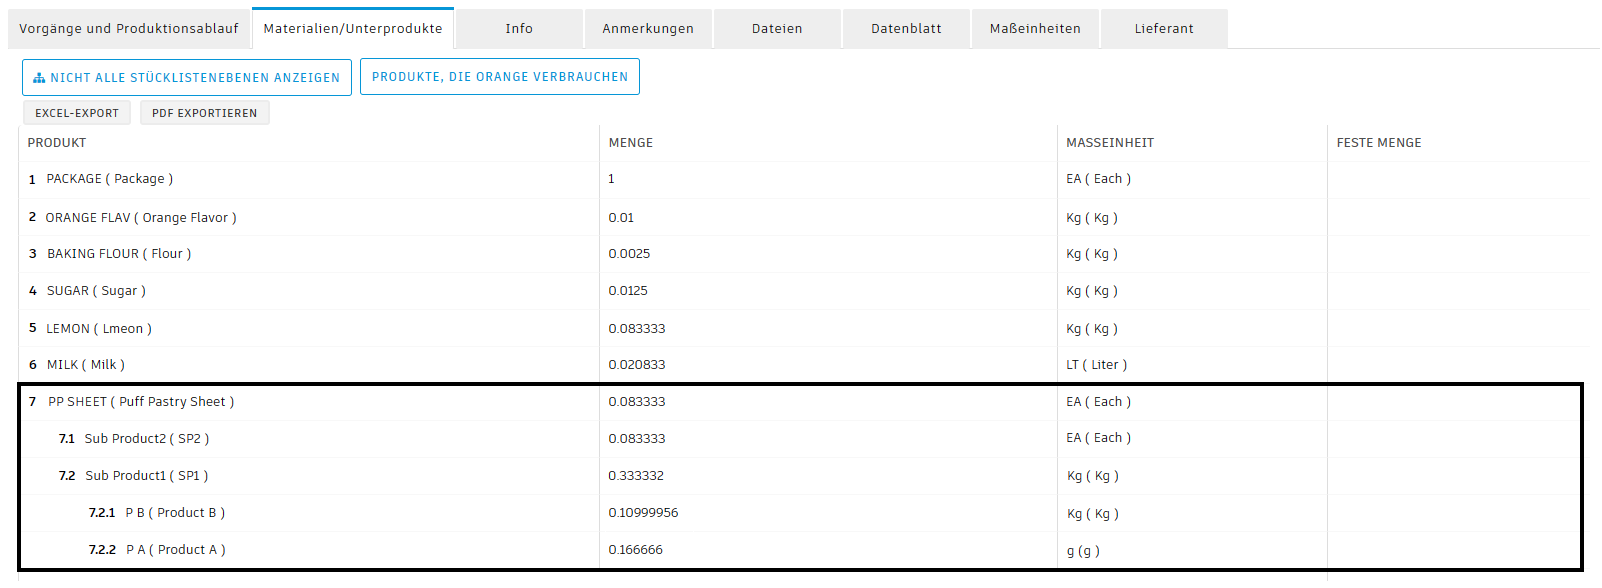 Vorgänge und Produktionsablauf Materialien/Unterprodukte Info Anmerkungen Dateien Datenblatt Maßeinheiten Lieferant
NICHT ALLE STÜCKLISTENEBENEN ANZEIGEN PRODUKTE, DIE ORANGE VERBRAUCHEN
EXCEL-EXPORT PDF EXPORTIEREN
PRODUKT MENGE MASSEINHEIT FESTE MENGE
1 PACKAGE ( Package ) 1 EA ( Each )
2 ORANGE FLAV ( Orange Flavor ) 0.01 Kg ( Kg )
3 BAKING FLOUR ( Flour ) 0.0025 Kg ( Kg )
4 SUGAR ( Sugar ) 0.0125 Kg ( Kg )
5 LEMON ( Lmeon ) 0.083333 Kg ( Kg )
6 MILK ( Milk ) 0.020833 LT ( Liter )
7 PP SHEET ( Puff Pastry Sheet ) 0.083333 EA ( Each )
7.1 Sub Product2 ( SP2 ) 0.083333 EA ( Each )
7.2 Sub Product1 ( SP1 ) 0.333332 Kg ( Kg )
7.2.1 P B ( Product B ) 0.10999956 Kg ( Kg )
7.2.2 P A ( Product A ) 0.166666 g (g )